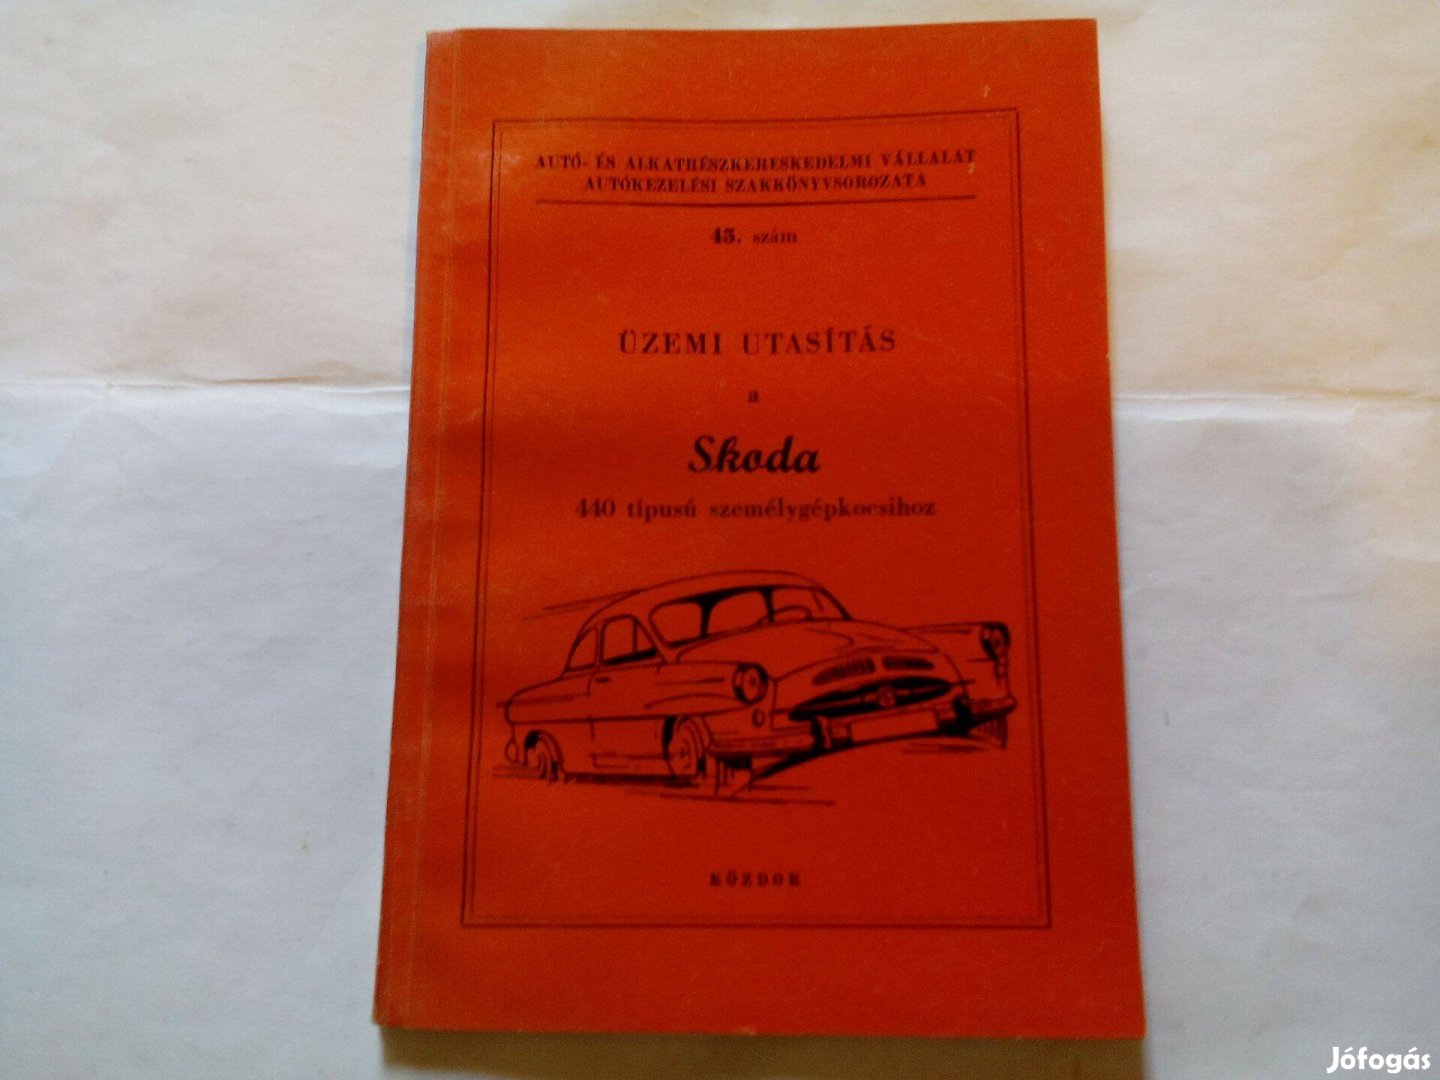 AUTÓ- ÉS ALKATRÉSZKERESKEDELMI VÁLLALAT
AUTÓKEZELÉSI SZAKKÖNYVSOROZATA
45. szám
ÜZEMI UTASÍTÁS
a
Skoda
440 típusú személygépkocsihoz
KÖZDOK
Jófogás